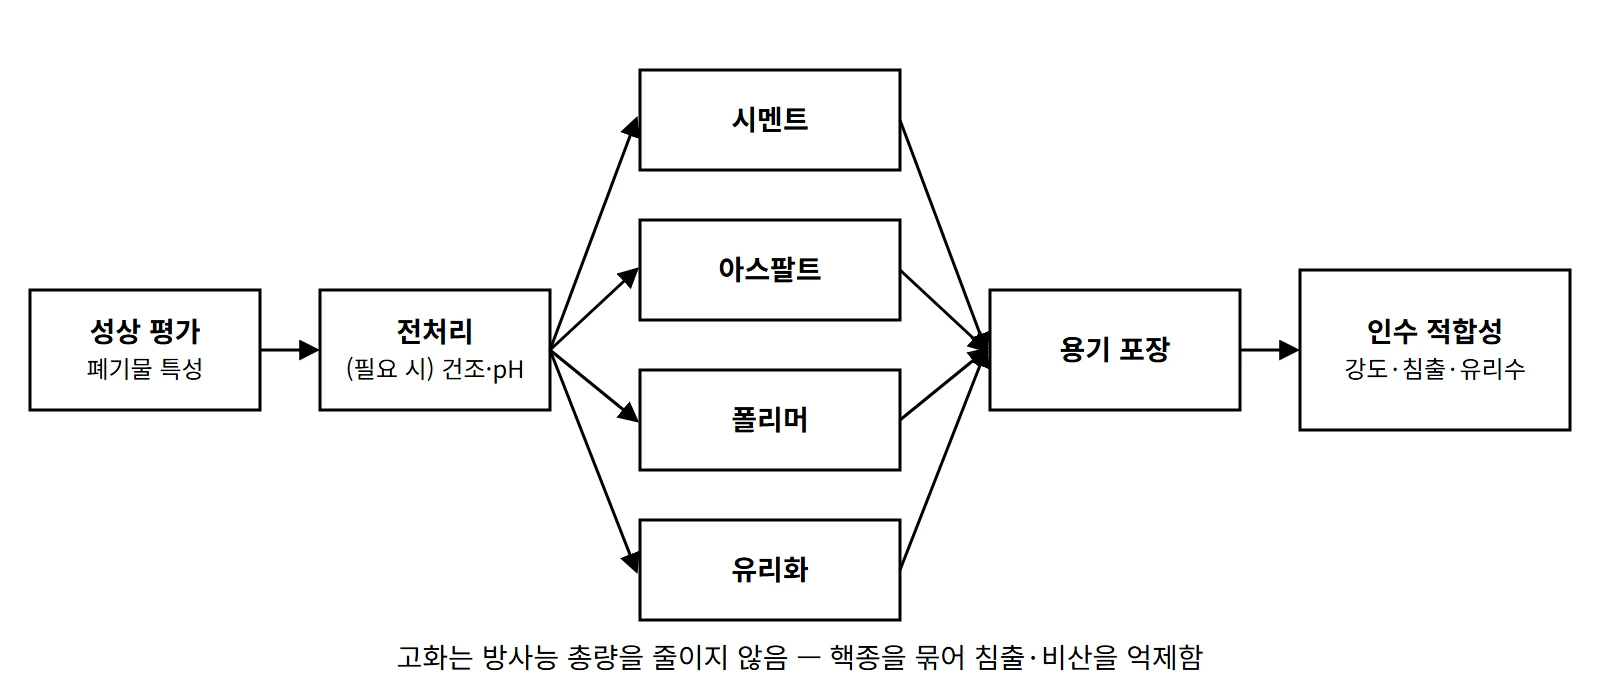 성상 평가
폐기물 특성
전처리
(필요 시) 건조·pH
시멘트
아스팔트
폴리머
유리화
용기 포장
인수 적합성
강도·침출·유리수
고화는 방사능 총량을 줄이지 않음 — 핵종을 묶어 침출·비산을 억제함